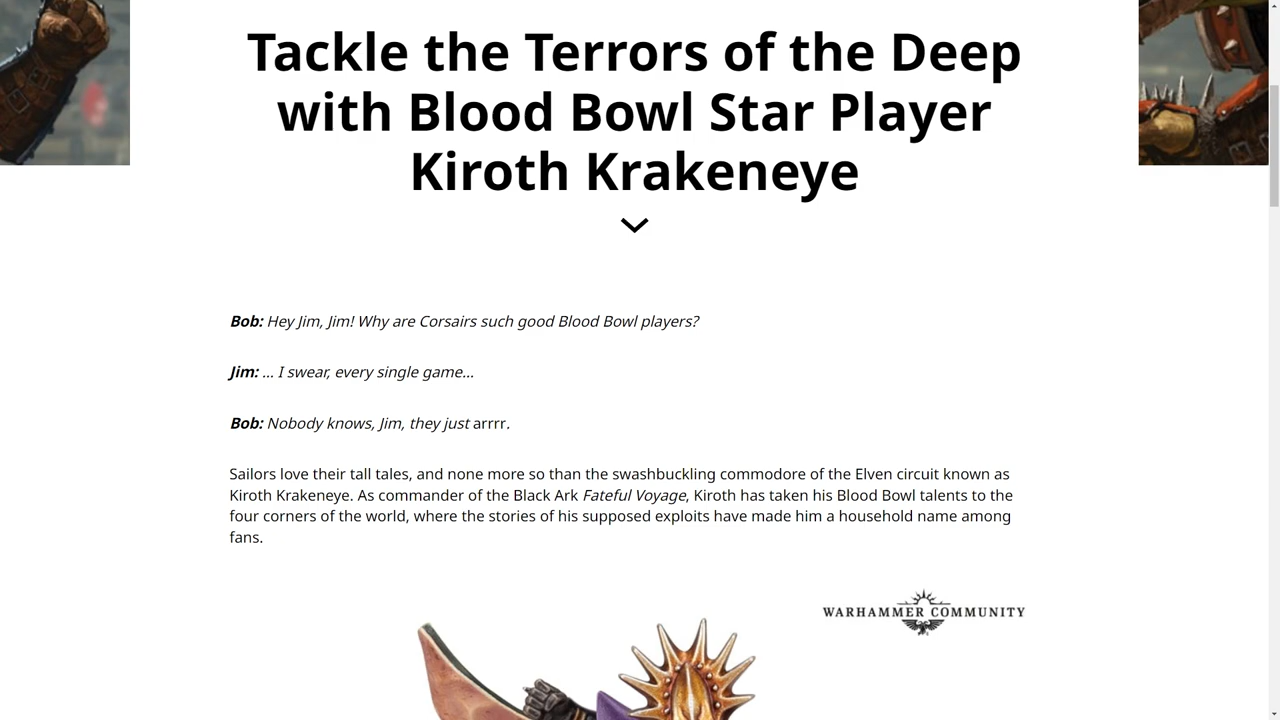 Tackle the Terrors of the Deep
with Blood Bowl Star Player
Kiroth Krakeneye
Bob: Hey Jim, Jim! Why are Corsairs such good Blood Bowl players?
Jim: ... I swear, every single game...
Bob: Nobody knows, Jim, they just arrrr.
Sailors love their tall tales, and none more so than the swashbuckling commodore of the Elven circuit known as
Kiroth Krakeneye. As commander of the Black Ark Fateful Voyage, Kiroth has taken his Blood Bowl talents to the
four corners of the world, where the stories of his supposed exploits have made him a household name among
fans.
WARHAMMER COMMUNITY